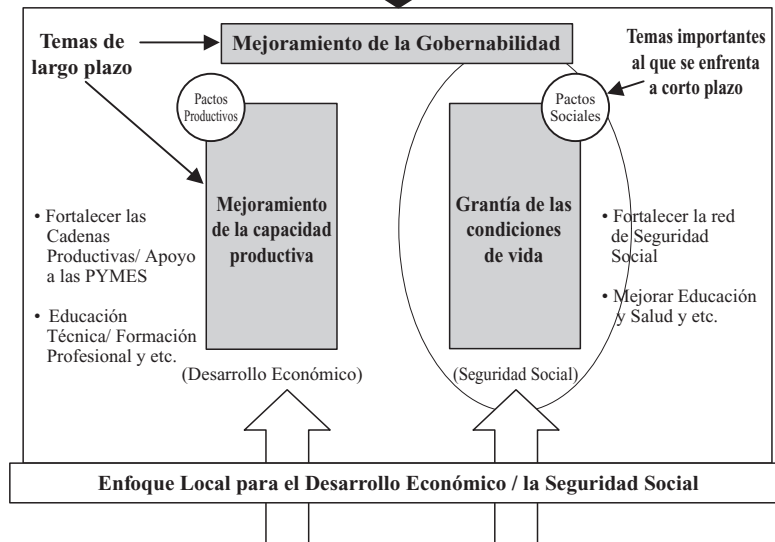 Temas de
largo plazo
Mejoramiento de la Gobernabilidad
Temas importantes
al que se enfrenta
a corto plazo
Pactos
Productivos
Pactos
Sociales
• Fortalecer las
Cadenas
Productivas/ Apoyo
a las PYMES
• Educación
Técnica/ Formación
Profesional y etc.
Mejoramiento
de la capacidad
productiva
(Desarrollo Económico)
Grantía de las
condiciones
de vida
(Seguridad Social)
• Fortalecer la red
de Seguridad
Social
• Mejorar Educación
y Salud y etc.
Enfoque Local para el Desarrollo Económico / la Seguridad Social